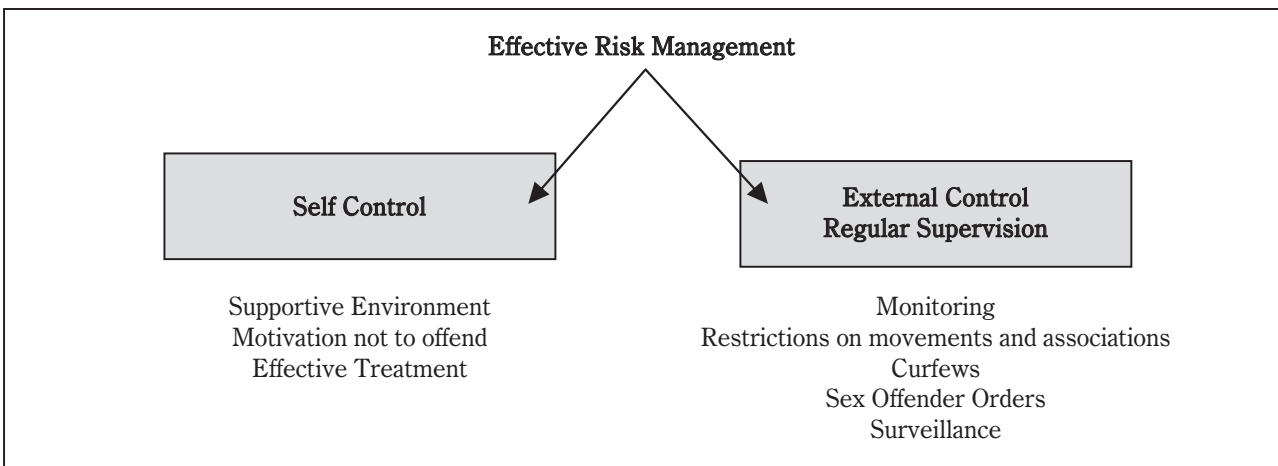 Effective Risk Management
Self Control
External Control
Regular Supervision
Supportive Environment
Motivation not to offend
Effective Treatment
Monitoring
Restrictions on movements and associations
Curfews
Sex Offender Orders
Surveillance